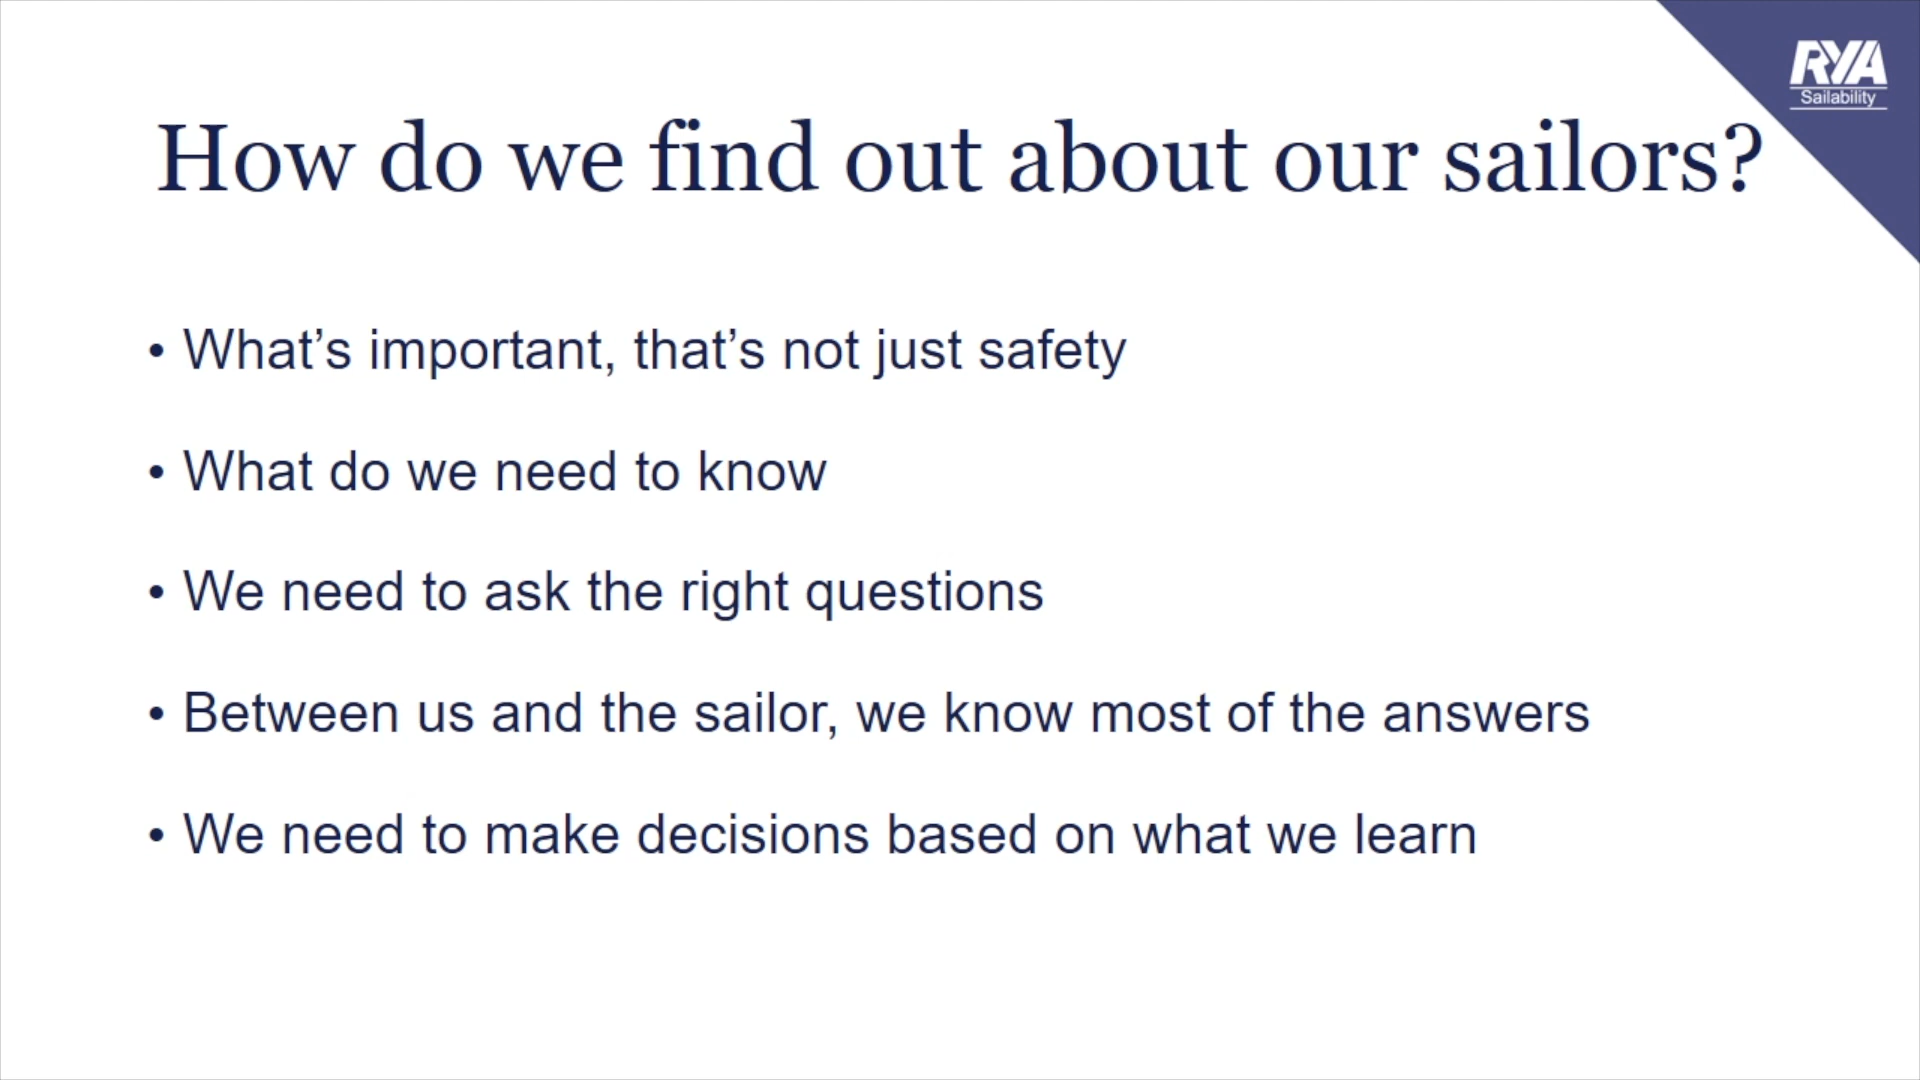 RYA
Sailability
How do we find out about our sailors?
• What’s important, that’s not just safety
• What do we need to know
• We need to ask the right questions
• Between us and the sailor, we know most of the answers
• We need to make decisions based on what we learn